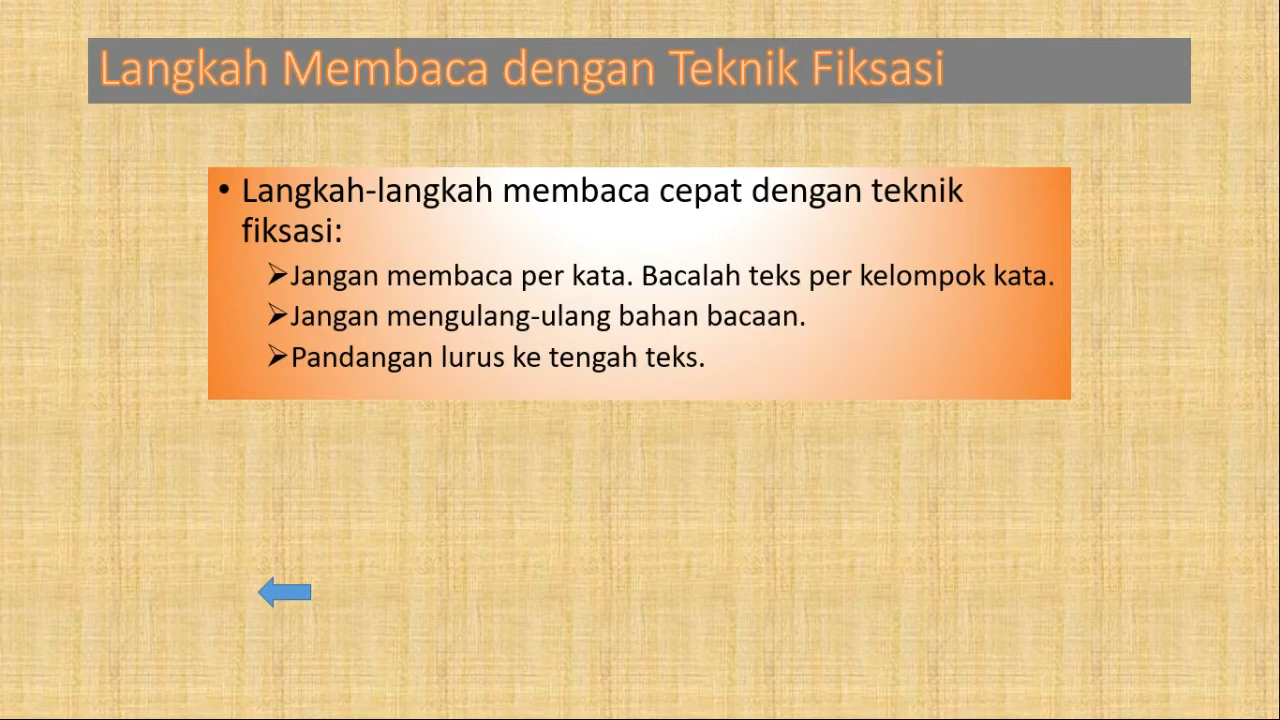 Langkah Membaca dengan Teknik Fiksasi
• Langkah-langkah membaca cepat dengan teknik
fiksasi:
➢Jangan membaca per kata. Bacalah teks per kelompok kata.
➢Jangan mengulang-ulang bahan bacaan.
➢Pandangan lurus ke tengah teks.